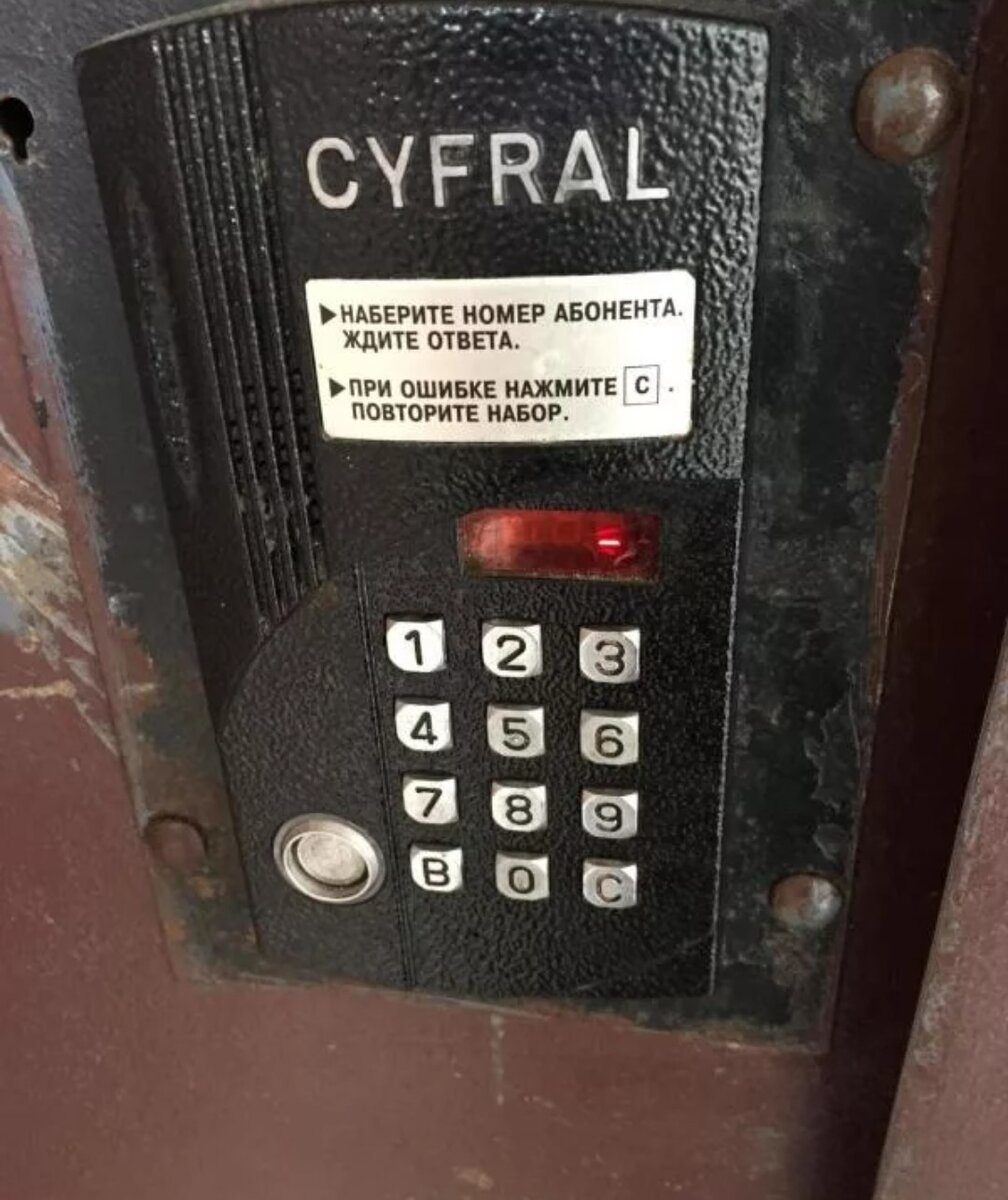 CYFRAL
▶НАБЕРИТЕ НОМЕР АБОНЕНТА.
ЖДИТЕ ОТВЕТА.
▶ПРИ ОШИБКЕ НАЖМИТЕ C .
ПОВТОРИТЕ НАБОР.
1 2 3
4 5 6
7 8 9
B 0 C